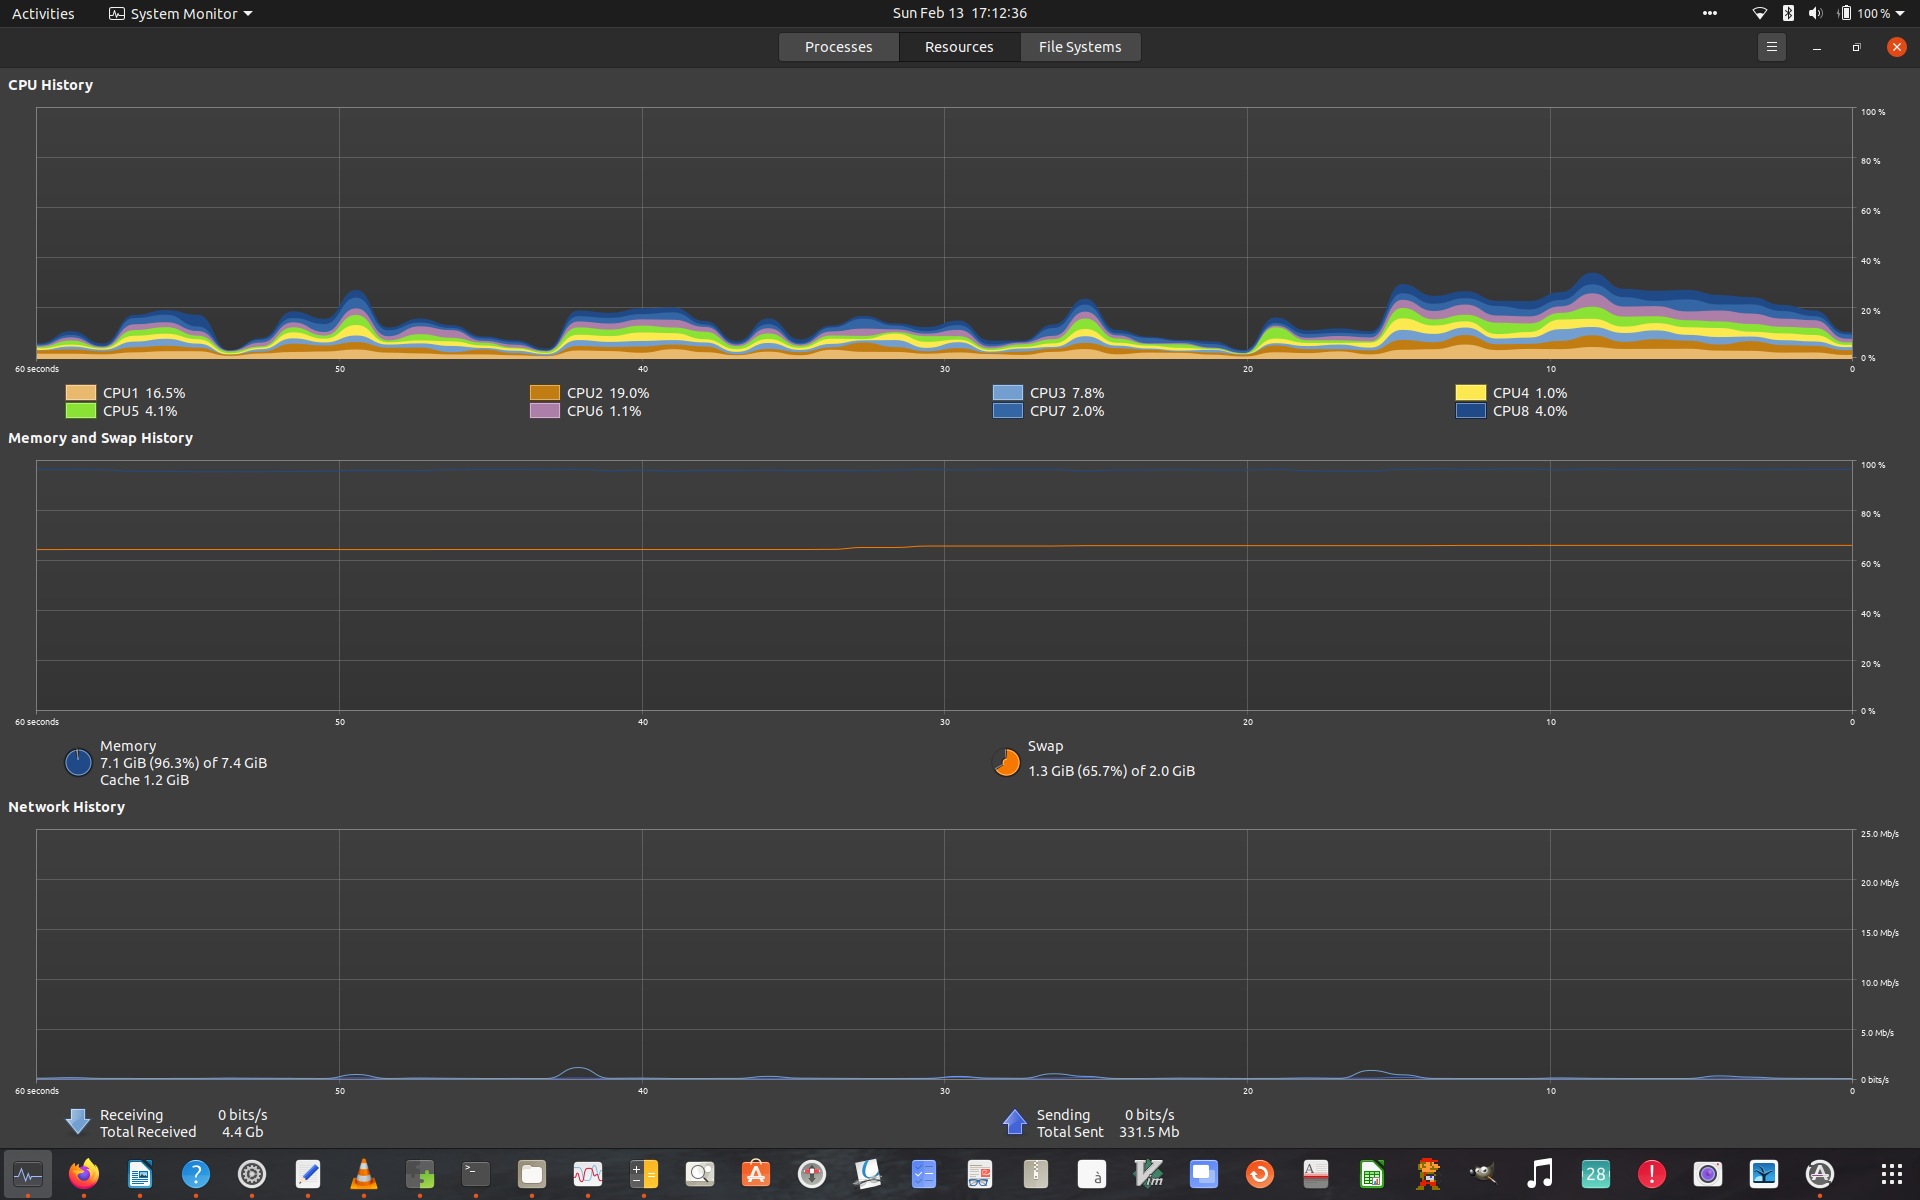 Activities System Monitor Sun Feb 13 17:12:36 100 %
Processes Resources File Systems
CPU History
100 %
80 %
60 %
40 %
20 %
0 %
60 seconds 50 40 30 20 10 0
CPU1 16.5% CPU2 19.0% CPU3 7.8% CPU4 1.0%
CPU5 4.1% CPU6 1.1% CPU7 2.0% CPU8 4.0%
Memory and Swap History
100 %
80 %
60 %
40 %
20 %
0 %
60 seconds 50 40 30 20 10 0
Memory Swap
7.1 GiB (96.3%) of 7.4 GiB 1.3 GiB (65.7%) of 2.0 GiB
Cache 1.2 GiB
Network History
25.0 Mb/s
20.0 Mb/s
15.0 Mb/s
10.0 Mb/s
5.0 Mb/s
0 bits/s
60 seconds 50 40 30 20 10 0
Receiving 0 bits/s Sending 0 bits/s
Total Received 4.4 Gb Total Sent 331.5 Mb
? >_ à Vim A 28 !